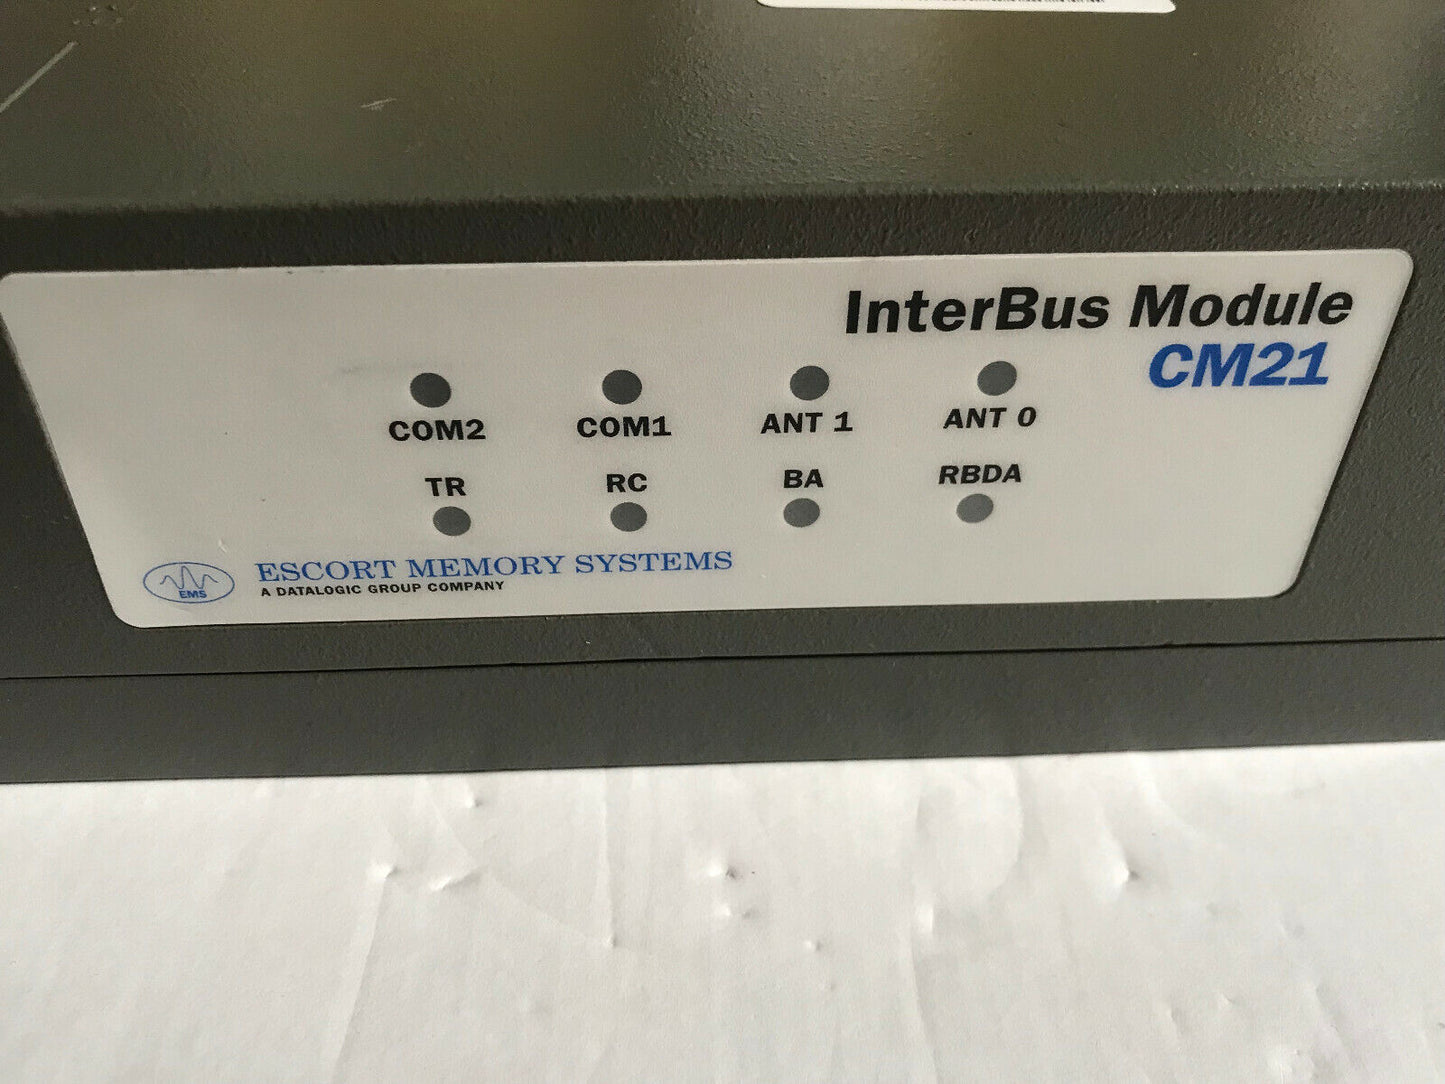 InterBus Module
CM21
COM2 COM1 ANT 1 ANT 0
TR RC BA RBDA
EMS
ESCORT MEMORY SYSTEMS
A DATALOGIC GROUP COMPANY